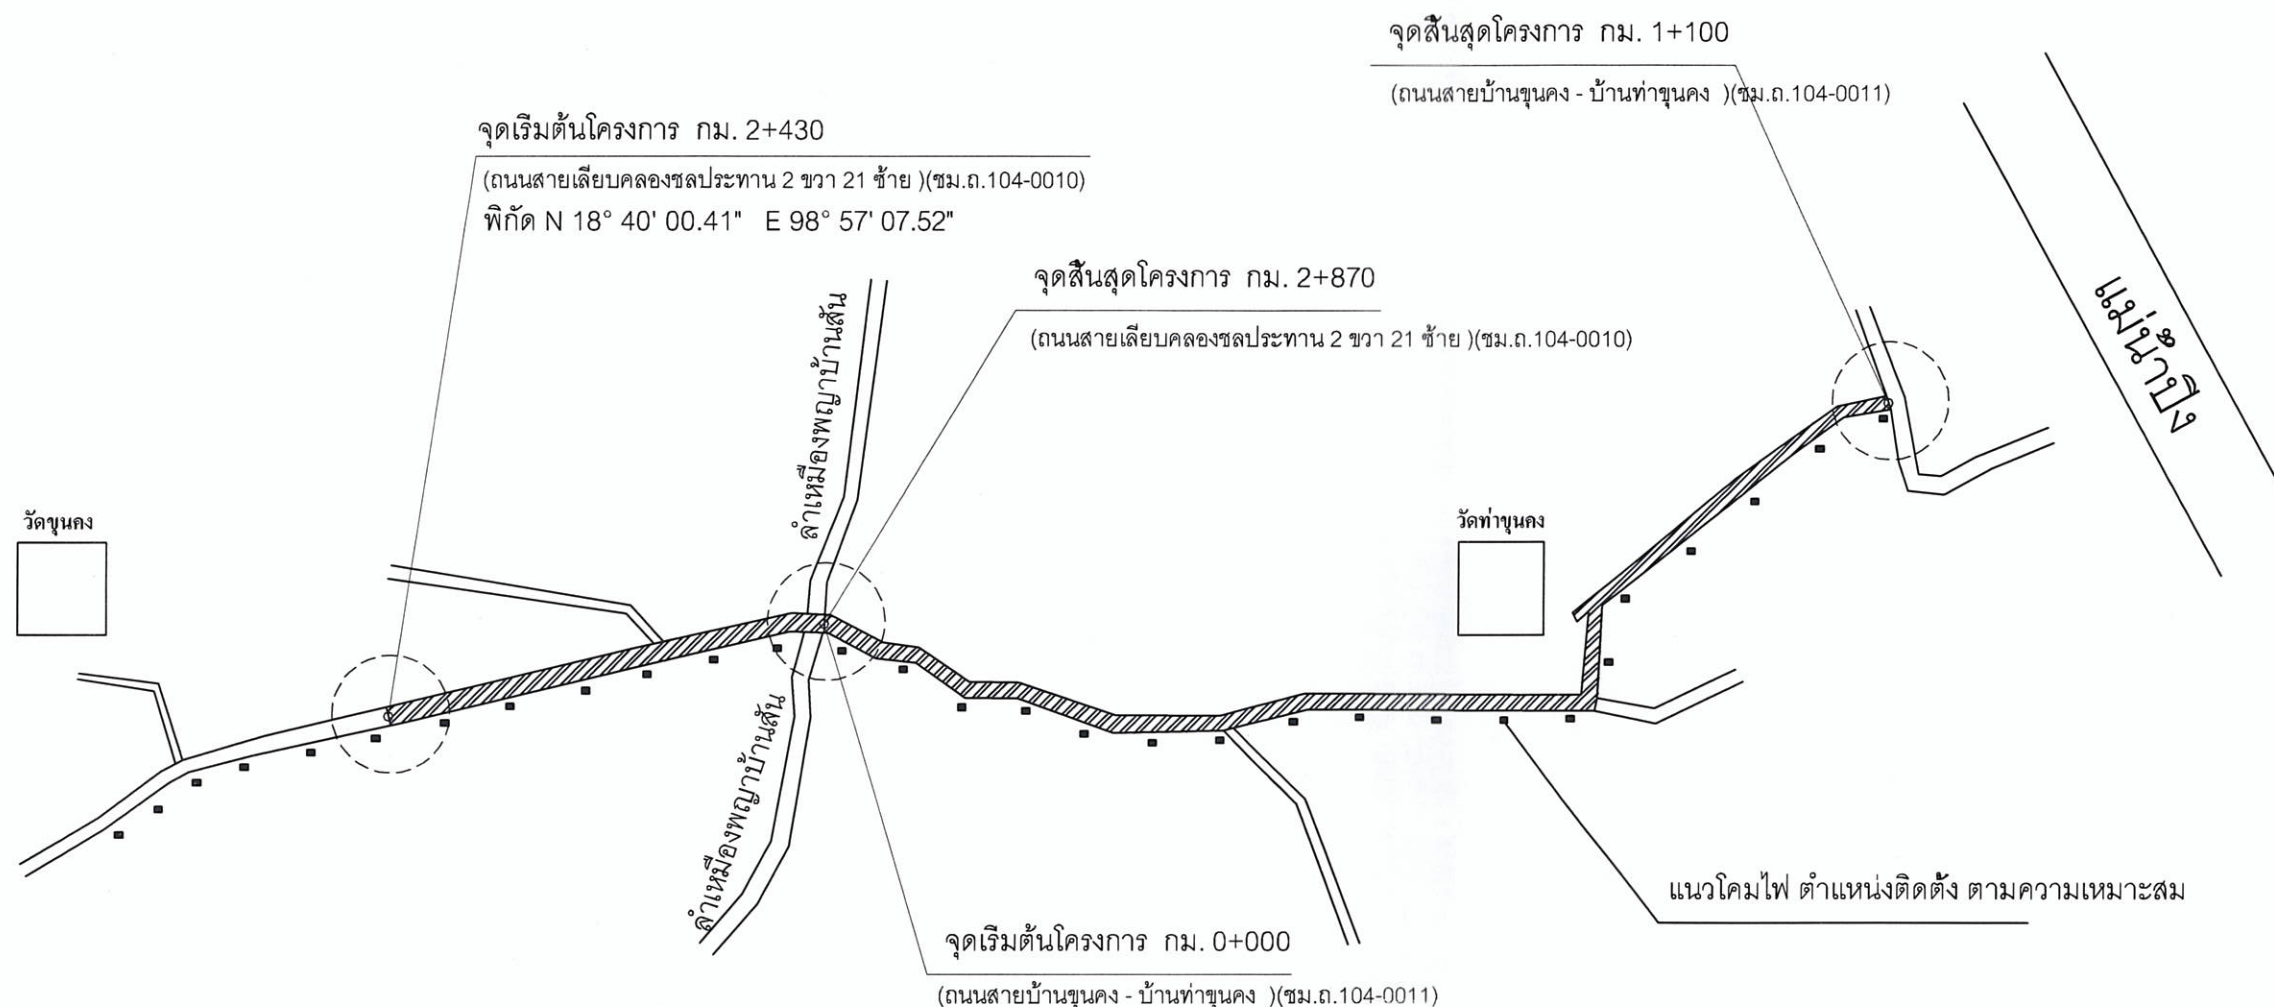 จุดสิ้นสุดโครงการ กม. 1+100
(ถนนสายบ้านขุนคง - บ้านท่าขุนคง )(ชม.ถ.104-0011)
จุดเริ่มต้นโครงการ กม. 2+430
(ถนนสายเลียบคลองชลประทาน 2 ขวา 21 ซ้าย )(ชม.ถ.104-0010)
พิกัด N 18° 40' 00.41" E 98° 57' 07.52"
จุดสิ้นสุดโครงการ กม. 2+870
(ถนนสายเลียบคลองชลประทาน 2 ขวา 21 ซ้าย )(ชม.ถ.104-0010)
แม่น้ำปิง
ลำเหมืองพญาบ้านสัน
วัดขุนคง
วัดท่าขุนคง
ลำเหมืองพญาบ้านสัน
แนวโคมไฟ ตำแหน่งติดตั้ง ตามความเหมาะสม
จุดเริ่มต้นโครงการ กม. 0+000
(ถนนสายบ้านขุนคง - บ้านท่าขุนคง )(ชม.ถ.104-0011)